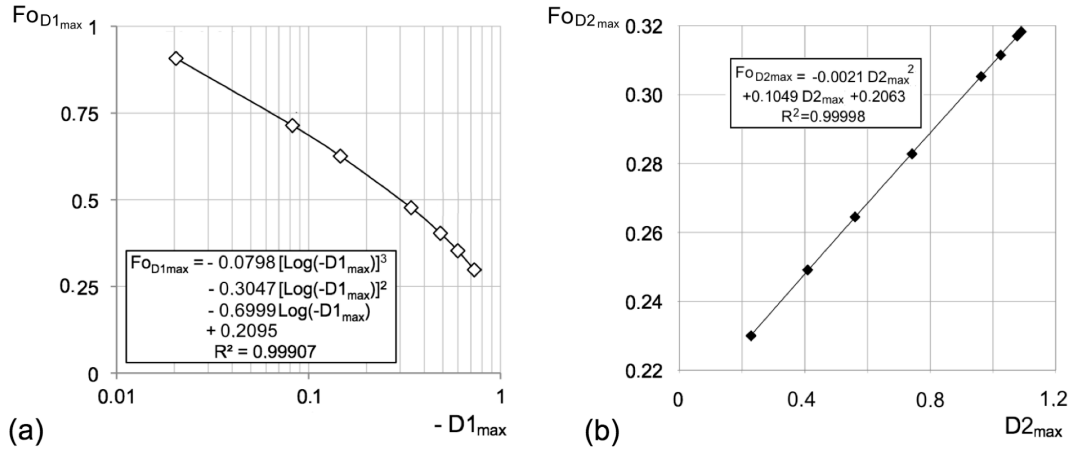 FoD1max
1
0.75
0.5
0.25
0
FoD1max = - 0.0798 [Log(-D1max)]³
- 0.3047 [Log(-D1max)]²
- 0.6999 Log(-D1max)
+ 0.2095
R² = 0.99907
0.01 0.1 1
- D1max
(a)
FoD2max
0.32
0.30
0.28
0.26
0.24
0.22
FoD2max = -0.0021 D2max²
+0.1049 D2max +0.2063
R²=0.99998
0 0.4 0.8 1.2
D2max
(b)